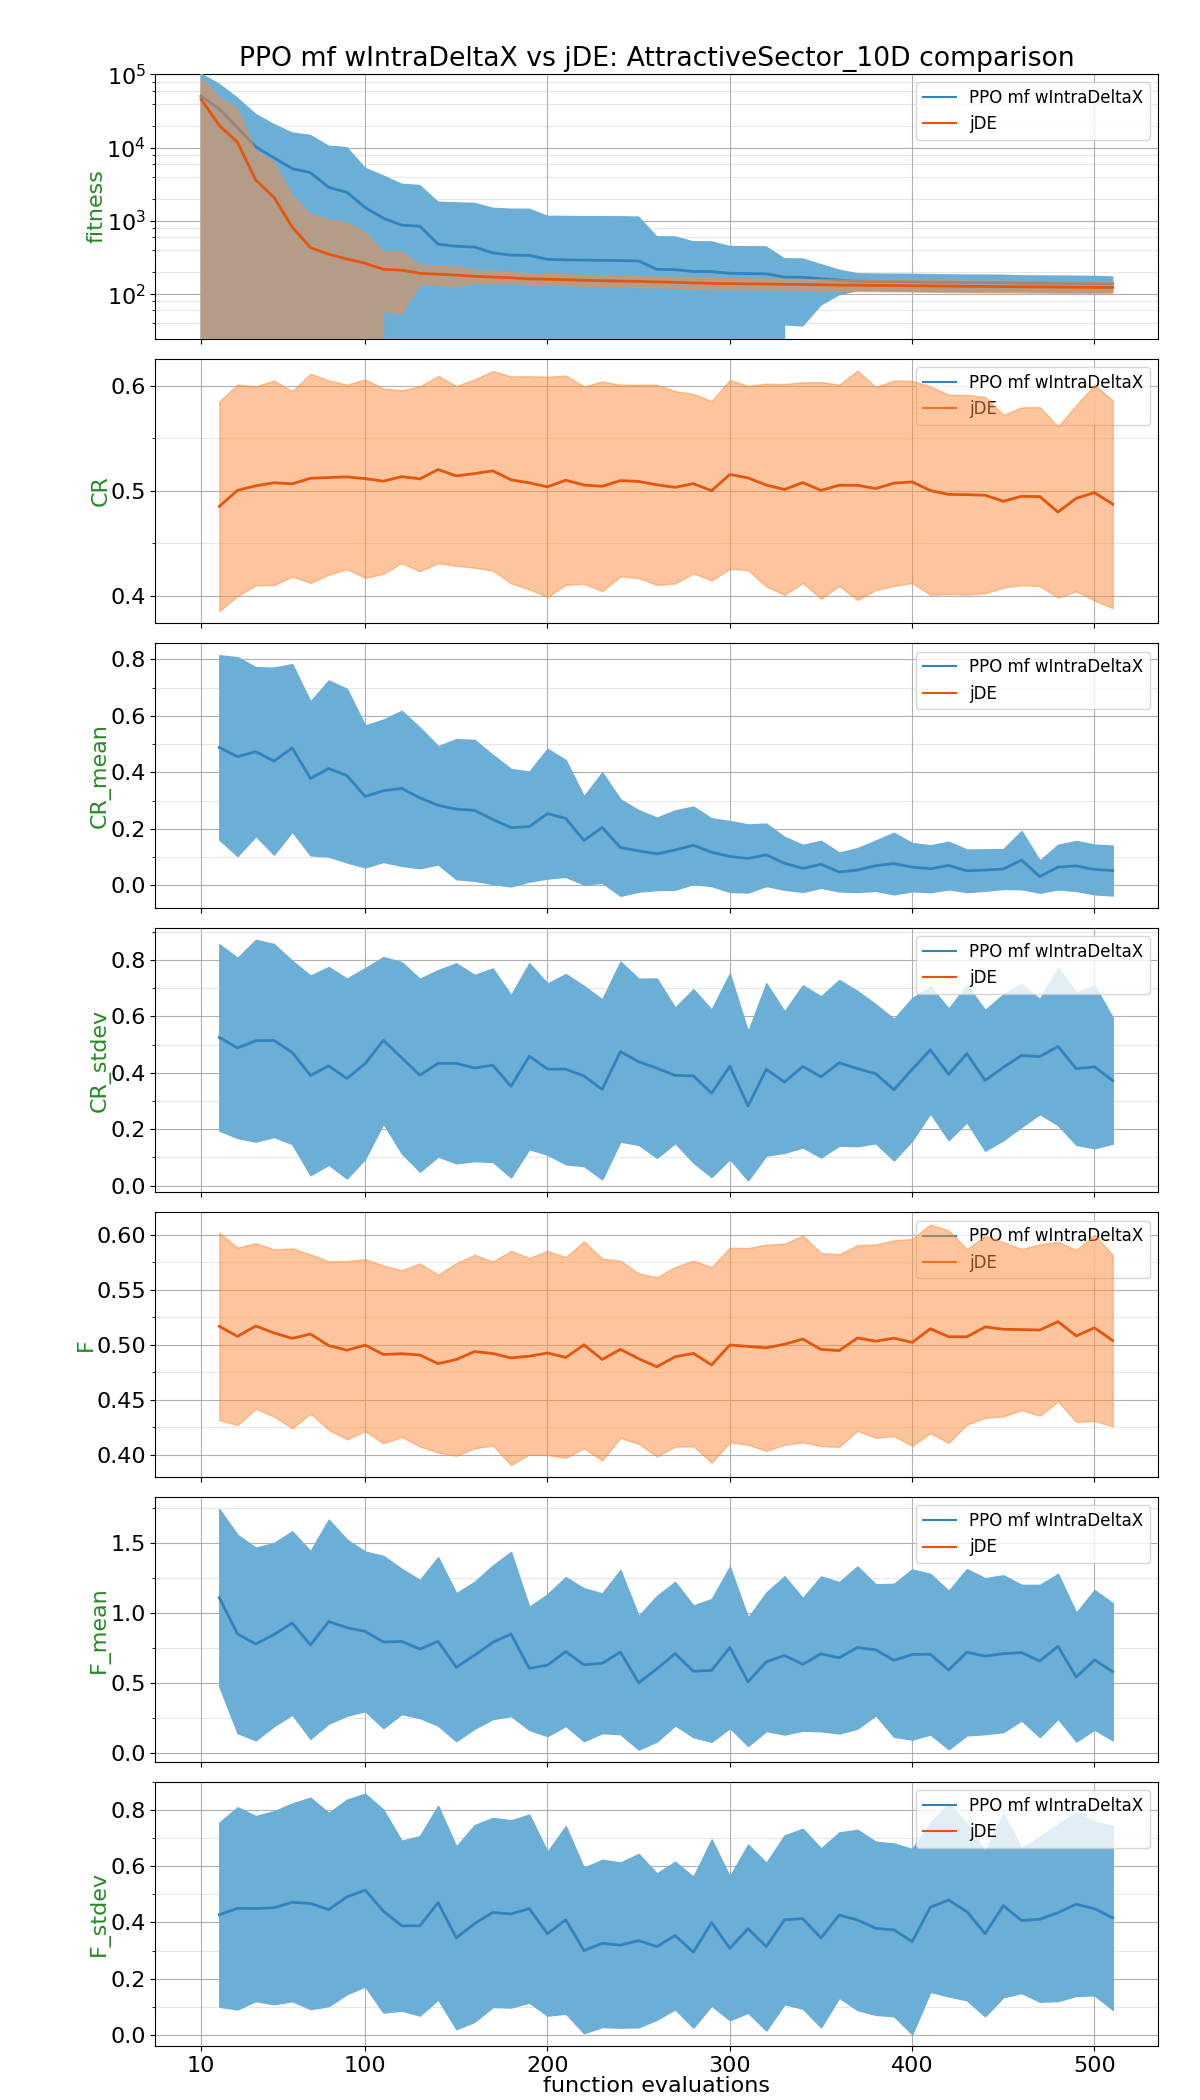 PPO mf wIntraDeltaX vs jDE: AttractiveSector_10D comparison
fitness
10^5
10^4
10^3
10^2
PPO mf wIntraDeltaX
jDE
CR
0.6
0.5
0.4
PPO mf wIntraDeltaX
jDE
CR_mean
0.8
0.6
0.4
0.2
0.0
PPO mf wIntraDeltaX
jDE
CR_stdev
0.8
0.6
0.4
0.2
0.0
PPO mf wIntraDeltaX
jDE
F
0.60
0.55
0.50
0.45
0.40
PPO mf wIntraDeltaX
jDE
F_mean
1.5
1.0
0.5
0.0
PPO mf wIntraDeltaX
jDE
F_stdev
0.8
0.6
0.4
0.2
0.0
PPO mf wIntraDeltaX
jDE
10 100 200 300 400 500
function evaluations